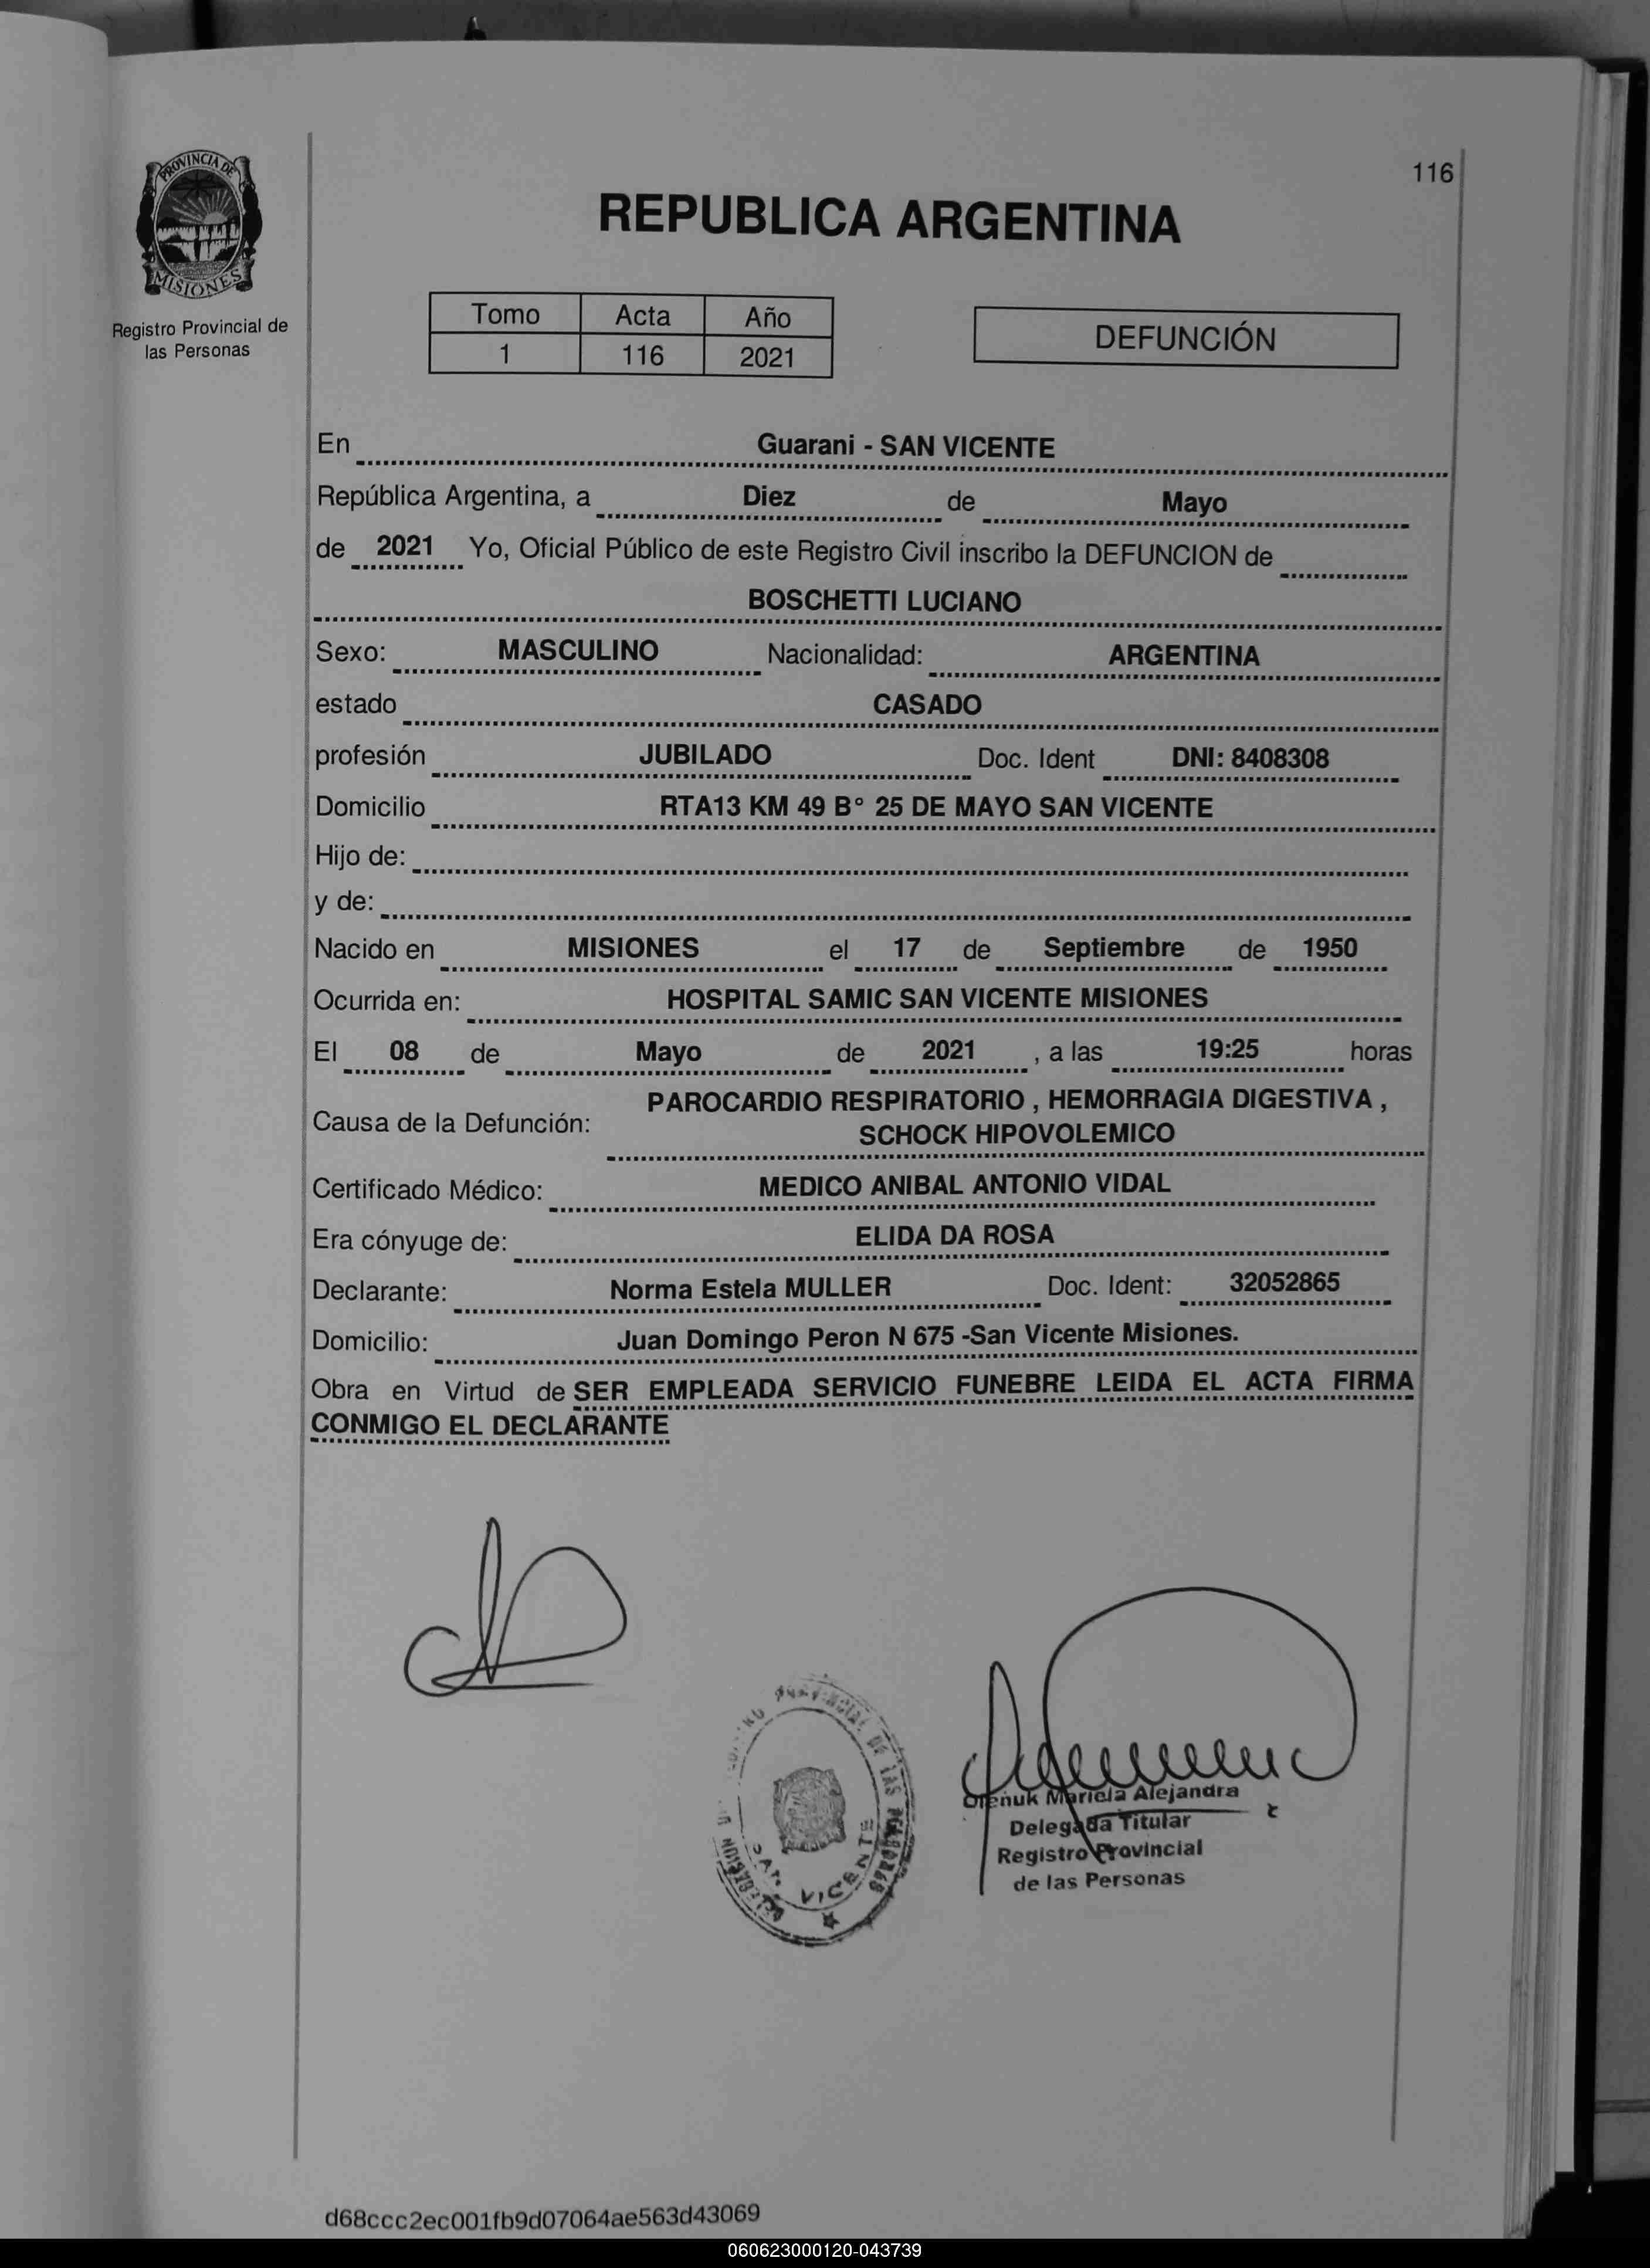 116
PROVINCIA DE
MISIONES
Registro Provincial de
las Personas
REPUBLICA ARGENTINA
Tomo Acta Año
1 116 2021
DEFUNCIÓN
En Guarani - SAN VICENTE
República Argentina, a Diez de Mayo
de 2021 Yo, Oficial Público de este Registro Civil inscribo la DEFUNCION de
BOSCHETTI LUCIANO
Sexo: MASCULINO Nacionalidad: ARGENTINA
estado CASADO
profesión JUBILADO Doc. Ident DNI: 8408308
Domicilio RTA13 KM 49 B° 25 DE MAYO SAN VICENTE
Hijo de:
y de:
Nacido en MISIONES el 17 de Septiembre de 1950
Ocurrida en: HOSPITAL SAMIC SAN VICENTE MISIONES
El 08 de Mayo de 2021 , a las 19:25 horas
Causa de la Defunción: PAROCARDIO RESPIRATORIO , HEMORRAGIA DIGESTIVA ,
SCHOCK HIPOVOLEMICO
Certificado Médico: MEDICO ANIBAL ANTONIO VIDAL
Era cónyuge de: ELIDA DA ROSA
Declarante: Norma Estela MULLER Doc. Ident: 32052865
Domicilio: Juan Domingo Peron N 675 -San Vicente Misiones.
Obra en Virtud de SER EMPLEADA SERVICIO FUNEBRE LEIDA EL ACTA FIRMA
CONMIGO EL DECLARANTE
PROVINCIAL DE LAS PERSONAS
SAN VICENTE
Mariela Alejandra
Delegada Titular
Registro Provincial
de las Personas
d68ccc2ec001fb9d07064ae563d43069
060623000120-043739